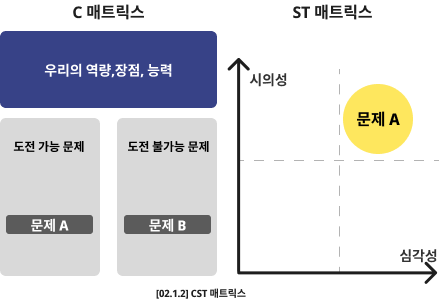 C 매트릭스
우리의 역량,장점, 능력
도전 가능 문제
도전 불가능 문제
문제 A
문제 B
ST 매트릭스
시의성
문제 A
심각성
[02.1.2] CST 매트릭스